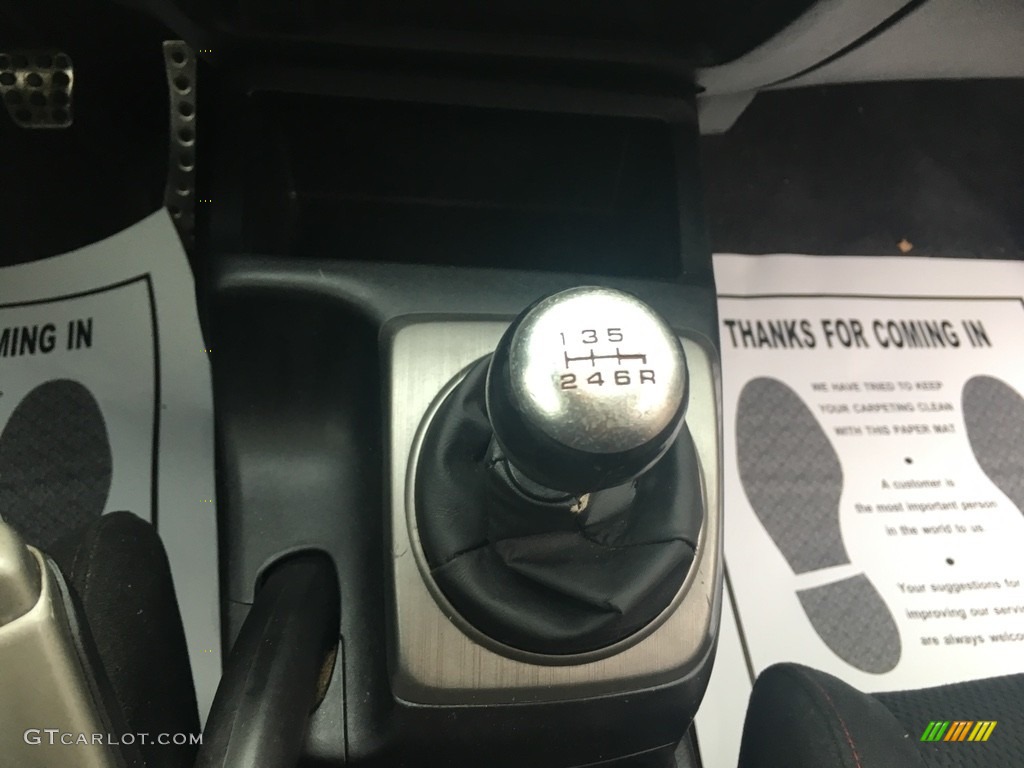 1 3 5
2 4 6 R
MING IN
THANKS FOR COMING IN
WE HAVE TRIED TO KEEP
YOUR CARPETING CLEAN
WITH THIS PAPER MAT
A customer is
the most important person
in the world to us
Your suggestions for
improving our servic
are always welco
GTCARLOT.COM